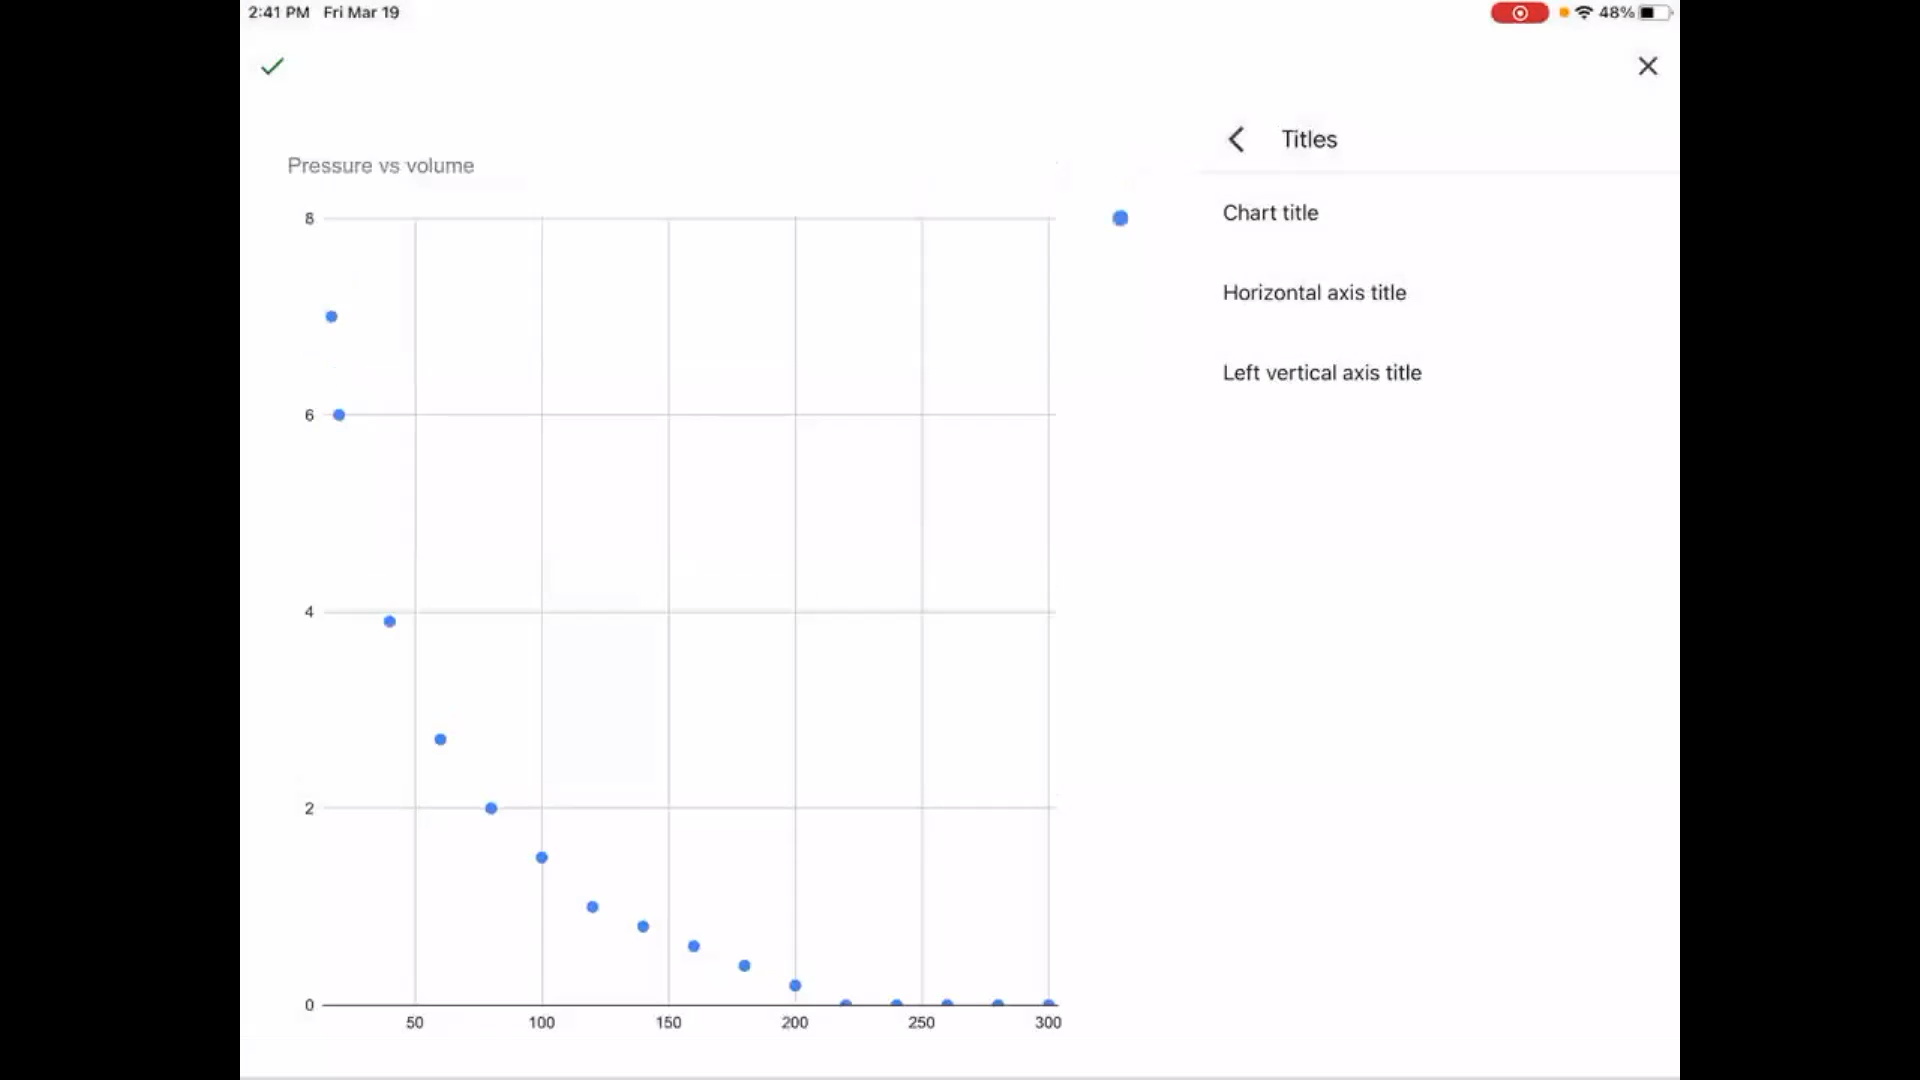 2:41 PM Fri Mar 19
48%
Titles
Pressure vs volume
Chart title
Horizontal axis title
Left vertical axis title
8
6
4
2
0
50 100 150 200 250 300